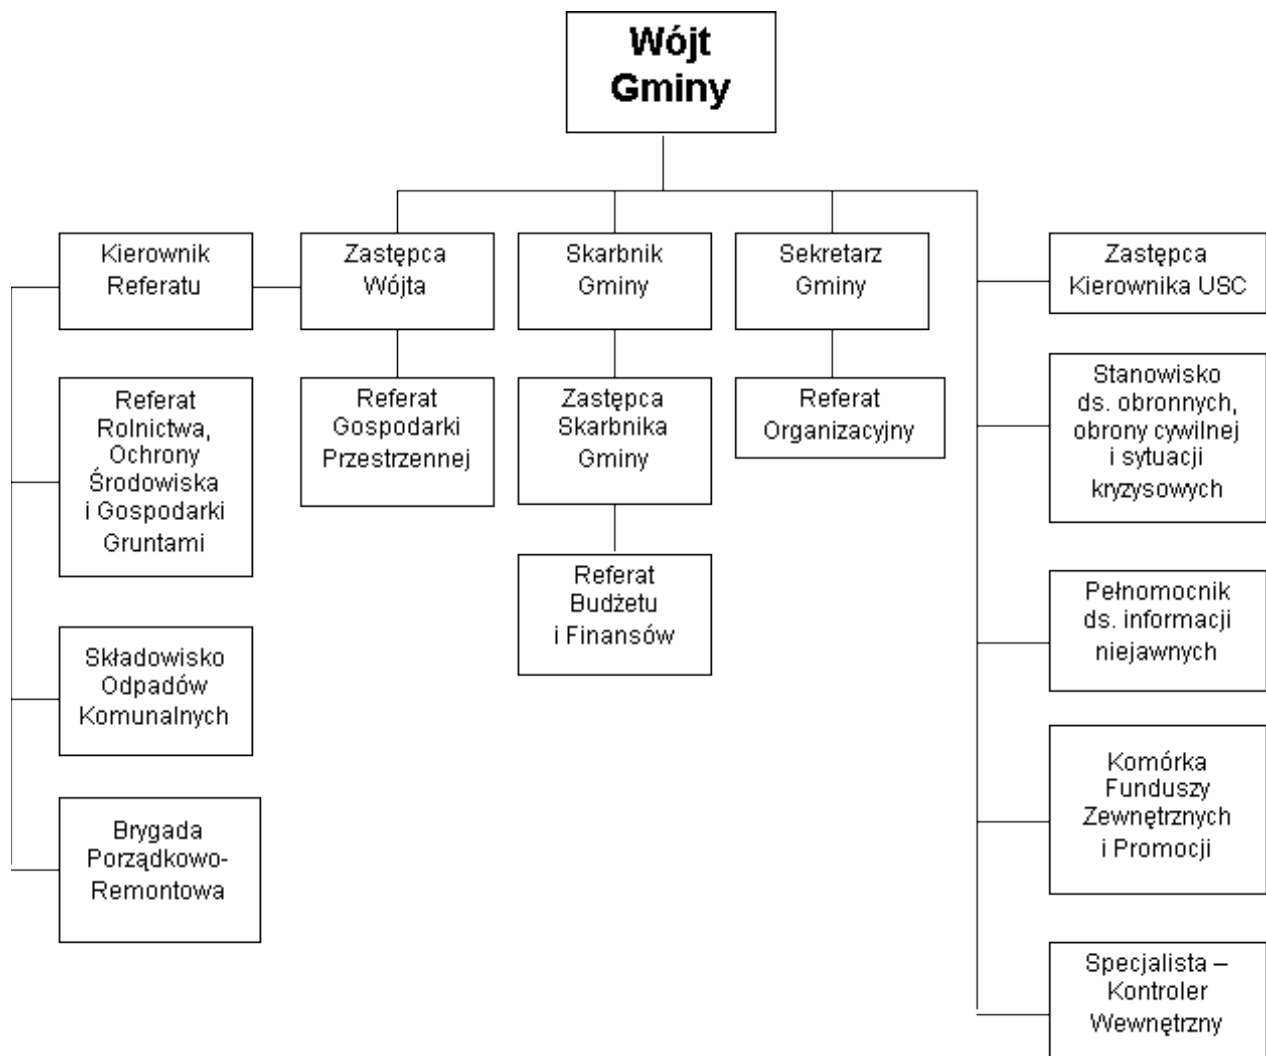 Wójt
Gminy
Kierownik
Referatu
Zastępca
Wójta
Skarbnik
Gminy
Sekretarz
Gminy
Zastępca
Kierownika USC
Referat
Rolnictwa,
Ochrony
Środowiska
i Gospodarki
Gruntami
Referat
Gospodarki
Przestrzennej
Zastępca
Skarbnika
Gminy
Referat
Organizacyjny
Stanowisko
ds. obronnych,
obrony cywilnej
i sytuacji
kryzysowych
Referat
Budżetu
i Finansów
Pełnomocnik
ds. informacji
niejawnych
Składowisko
Odpadów
Komunalnych
Komórka
Funduszy
Zewnętrznych
i Promocji
Brygada
Porządkowo-
Remontowa
Specjalista –
Kontroler
Wewnętrzny